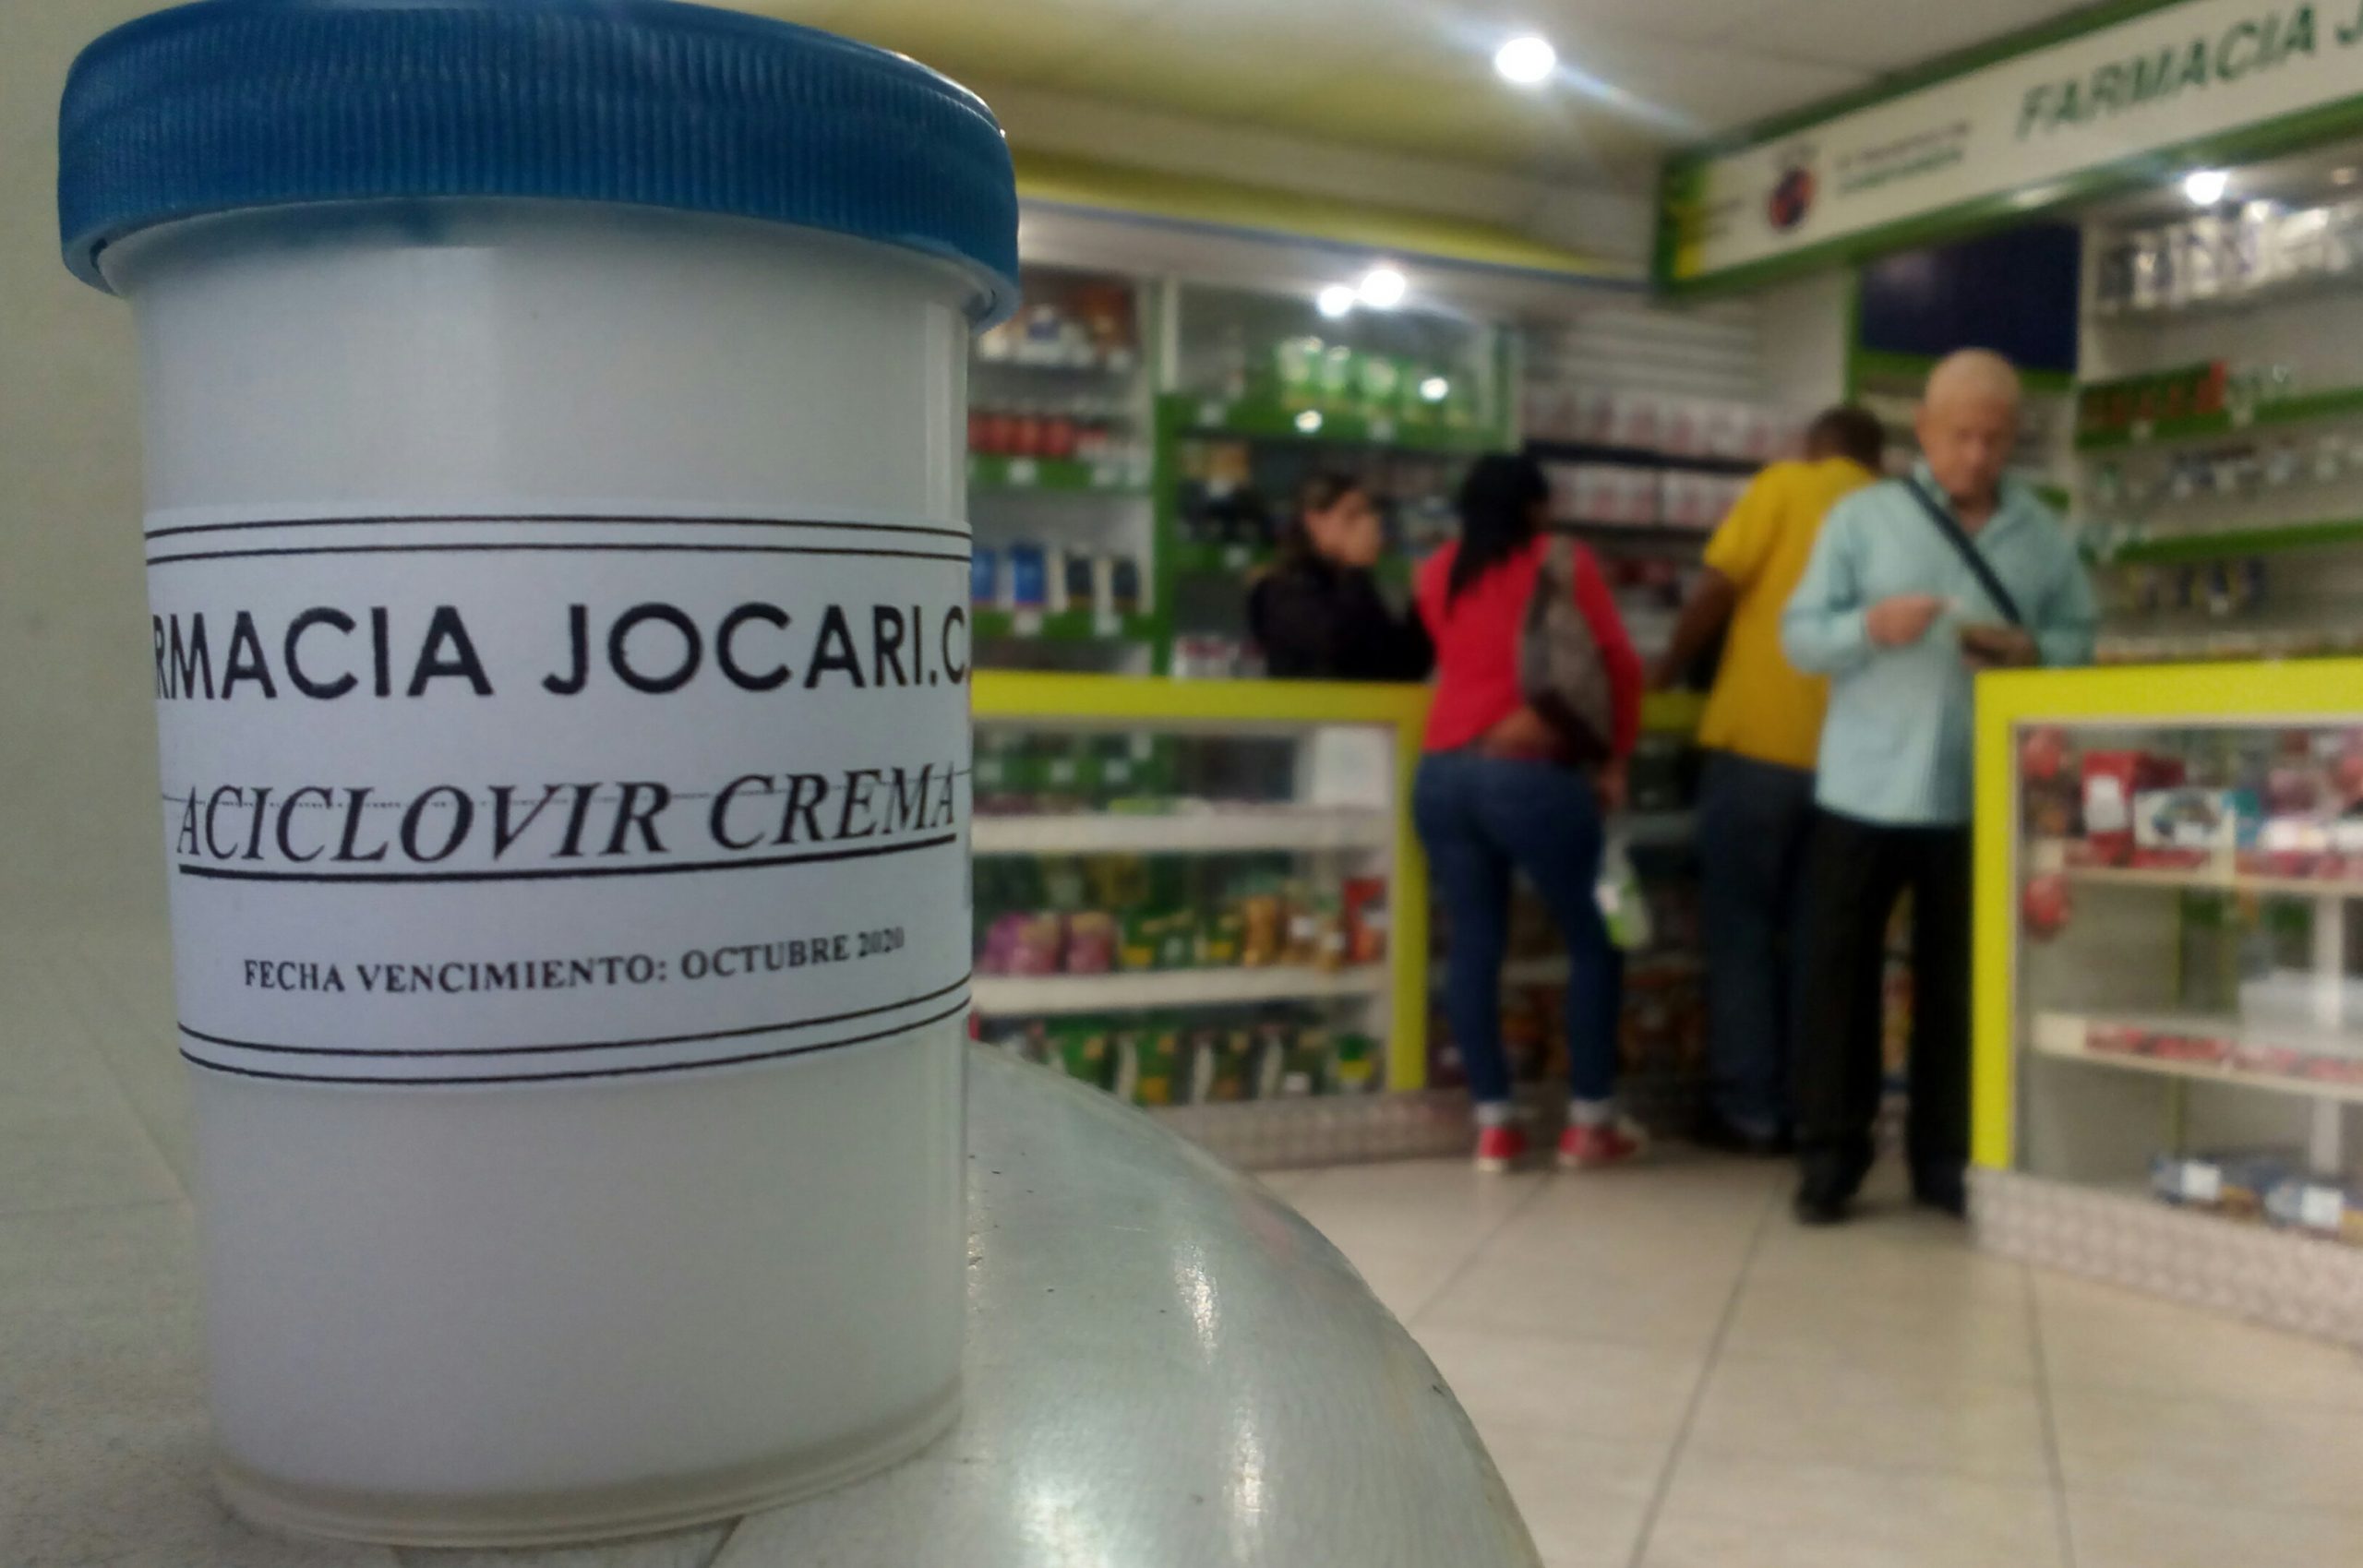 RMACIA JOCARI.C
ACICLOVIR CREMA
FECHA VENCIMIENTO: OCTUBRE 2020
FARMACIA J